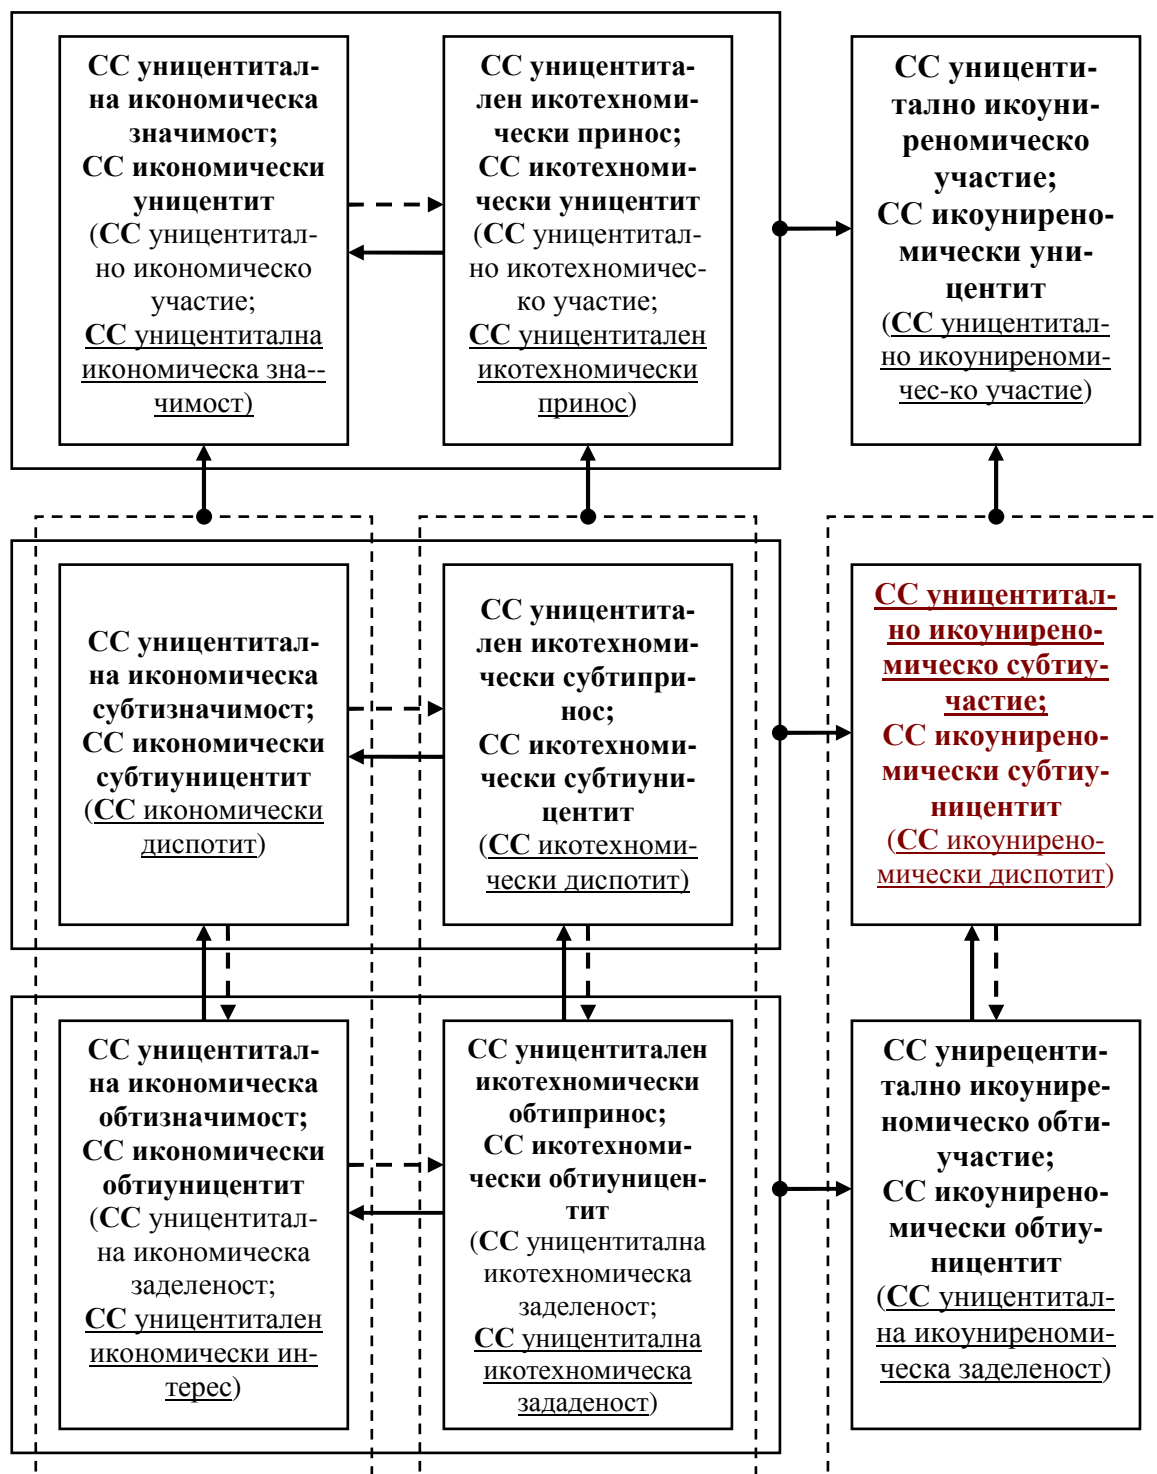 СС уницентитал-
на икономическа
значимост;
СС икономически
уницентит
(СС уницентитал-
но икономическо
участие;
СС уницентитална
икономическа зна--
чимост)
СС уницентита-
лен икотехноми-
чески принос;
СС икотехноми-
чески уницентит
(СС уницентитал-
но икотехномичес-
ко участие;
СС уницентитален
икотехномически
принос)
СС униценти-
тално икоуни-
реномическо
участие;
СС икоунирено-
мически уни-
центит
(СС уницентитал-
но икоуниреноми-
чес-ко участие)
СС уницентитал-
на икономическа
субтизначимост;
СС икономически
субтиуницентит
(СС икономически
диспотит)
СС уницентита-
лен икотехноми-
чески субтипри-
нос;
СС икотехноми-
чески субтиуни-
центит
(СС икотехноми-
чески диспотит)
СС уницентитал-
но икоунирено-
мическо субтиу-
частие;
СС икоунирено-
мически субтиу-
ницентит
(СС икоунирено-
мически диспотит)
СС уницентитал-
на икономическа
обтизначимост;
СС икономически
обтиуницентит
(СС уницентитал-
на икономическа
заделеност;
СС уницентитален
икономически ин-
терес)
СС уницентитален
икотехномически
обтипринос;
СС икотехноми-
чески обтиуницен-
тит
(СС уницентитална
икотехномическа
заделеност;
СС уницентитална
икотехномическа
зададеност)
СС униреценти-
тално икоунире-
номическо обти-
участие;
СС икоунирено-
мически обтиу-
ницентит
(СС уницентитал-
на икоуниреноми-
ческа заделеност)